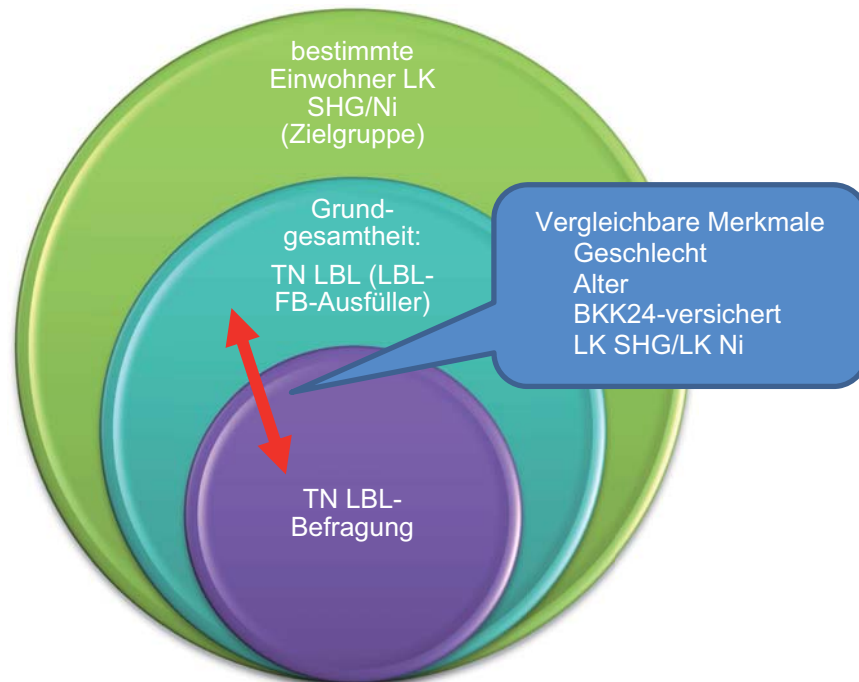 bestimmte
Einwohner LK
SHG/Ni
(Zielgruppe)
Grund-
gesamtheit:
TN LBL (LBL-
FB-Ausfüller)
Vergleichbare Merkmale
Geschlecht
Alter
BKK24-versichert
LK SHG/LK Ni
TN LBL-
Befragung